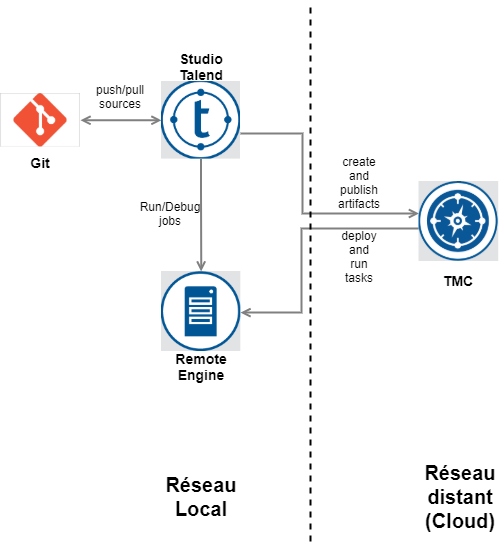 Studio
Talend
push/pull
sources
Git
create
and
publish
artifacts
Run/Debug
jobs
deploy
and
run
tasks
TMC
Remote
Engine
Réseau
Local
Réseau
distant
(Cloud)